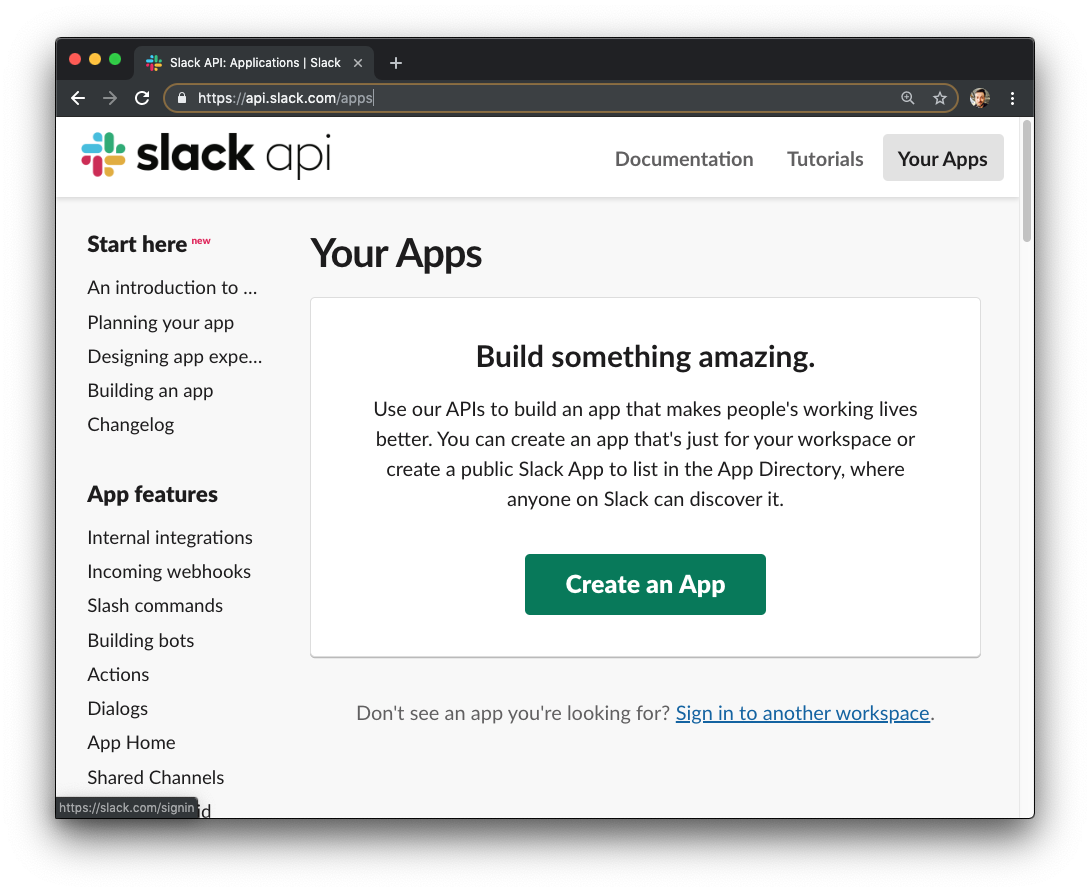 Slack API: Applications | Slack
https://api.slack.com/apps
slack api
Documentation
Tutorials
Your Apps
Start here new
An introduction to ...
Planning your app
Designing app expe...
Building an app
Changelog
App features
Internal integrations
Incoming webhooks
Slash commands
Building bots
Actions
Dialogs
App Home
Shared Channels
id
Your Apps
Build something amazing.
Use our APIs to build an app that makes people's working lives
better. You can create an app that's just for your workspace or
create a public Slack App to list in the App Directory, where
anyone on Slack can discover it.
Create an App
Don't see an app you're looking for? Sign in to another workspace.
https://slack.com/signin